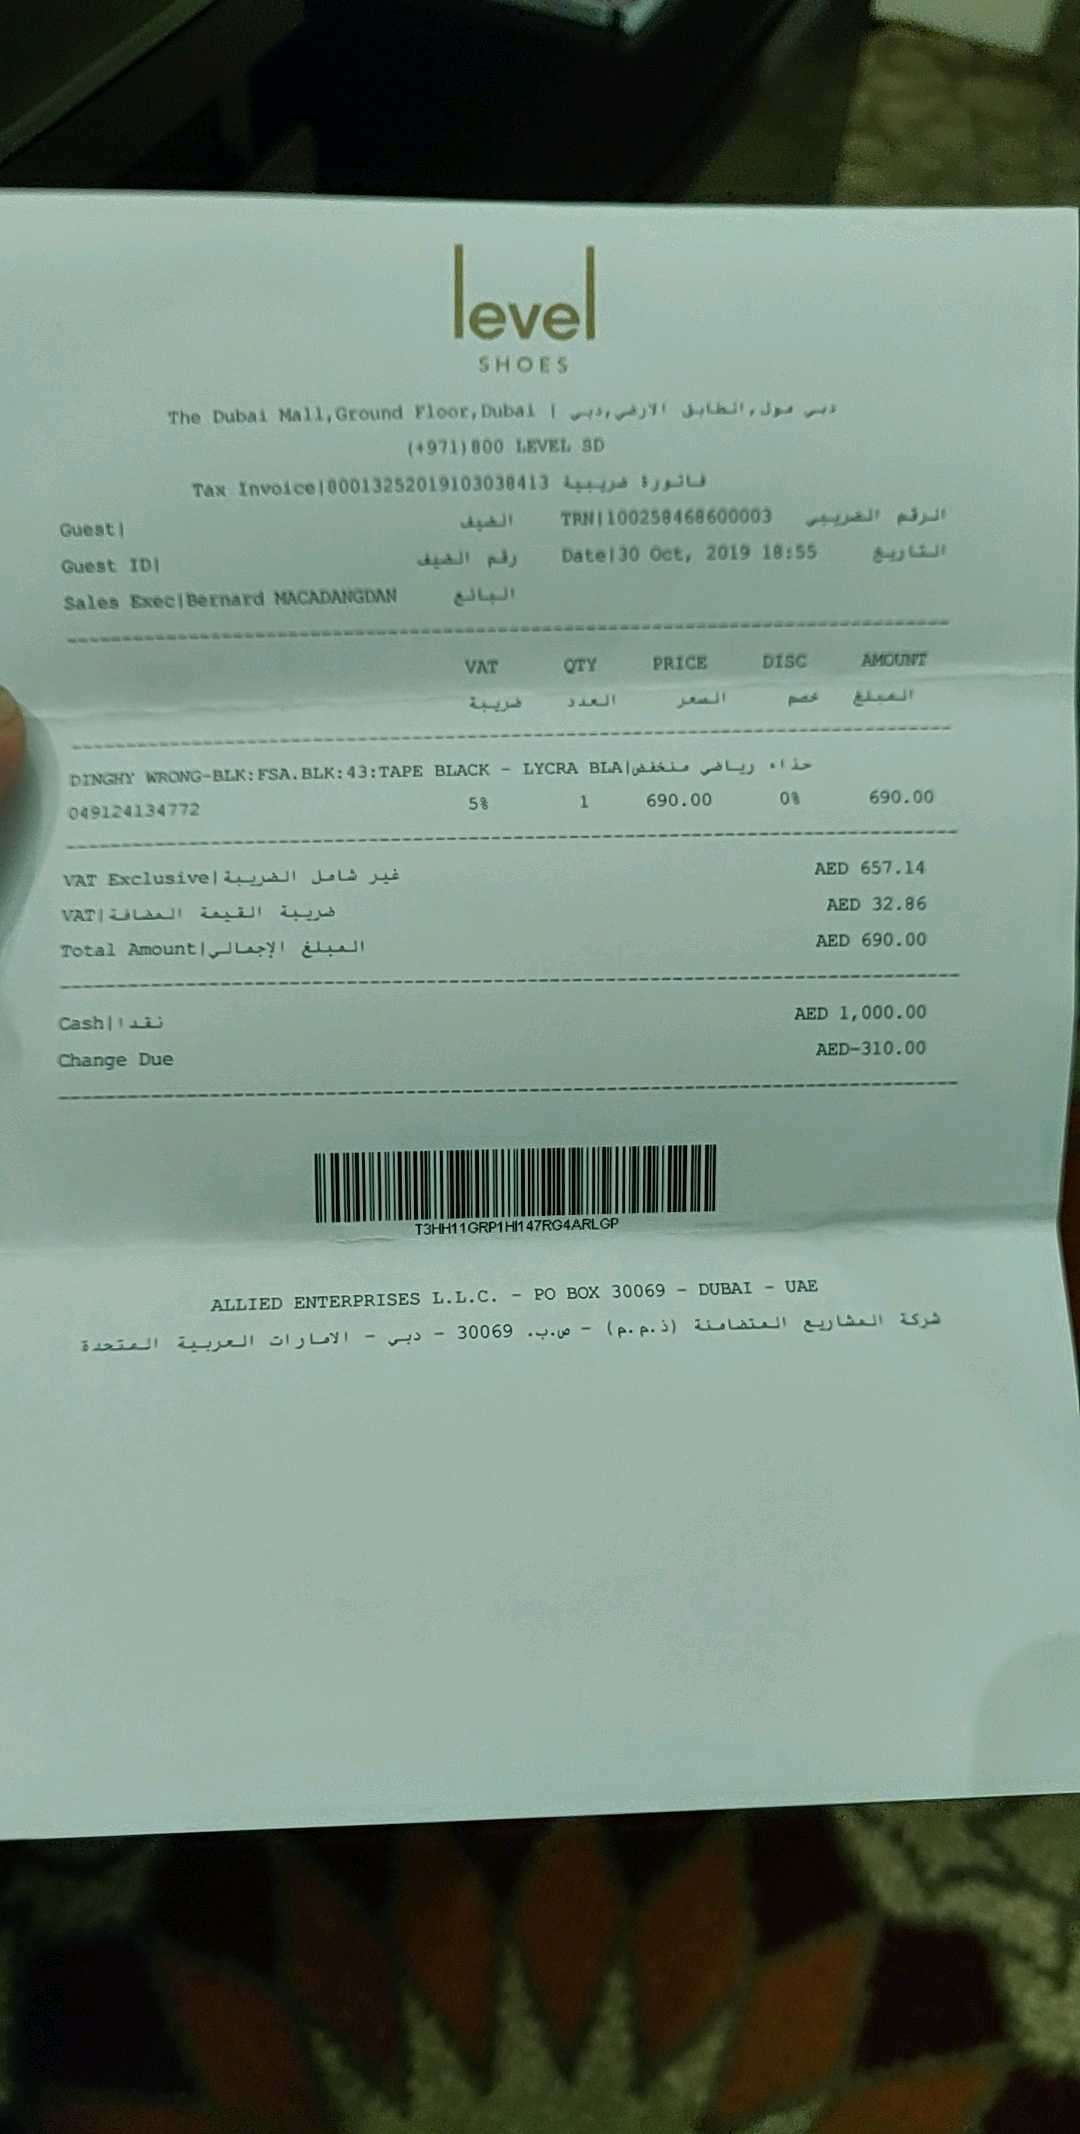 level
SHOES
The Dubai Mall,Ground Floor,Dubai | دبي مول,الطابق الارضي,دبي
(+971)800 LEVEL SD
Tax Invoice|80013252019103038413 فاتورة ضريبية
Guest| الضيف TRN|100258468600003 الرقم الضريبي
Guest ID| رقم الضيف Date|30 Oct, 2019 18:55 التاريخ
Sales Exec|Bernard MACADANGDAN البائع
VAT QTY PRICE DISC AMOUNT
ضريبة العدد السعر خصم المبلغ
DINGHY WRONG-BLK:FSA.BLK:43:TAPE BLACK - LYCRA BLA|حذاء رياضي منخفض
049124134772 5% 1 690.00 0% 690.00
VAT Exclusive|غير شامل الضريبة AED 657.14
VAT|ضريبة القيمة المضافة AED 32.86
Total Amount|المبلغ الإجمالي AED 690.00
Cash|نقدا AED 1,000.00
Change Due AED-310.00
T3HH11GRP1HI147RG4ARLGP
ALLIED ENTERPRISES L.L.C. - PO BOX 30069 - DUBAI - UAE
شركة المشاريع المتضامنة (ذ.م.م) - ص.ب. 30069 - دبي - الامارات العربية المتحدة